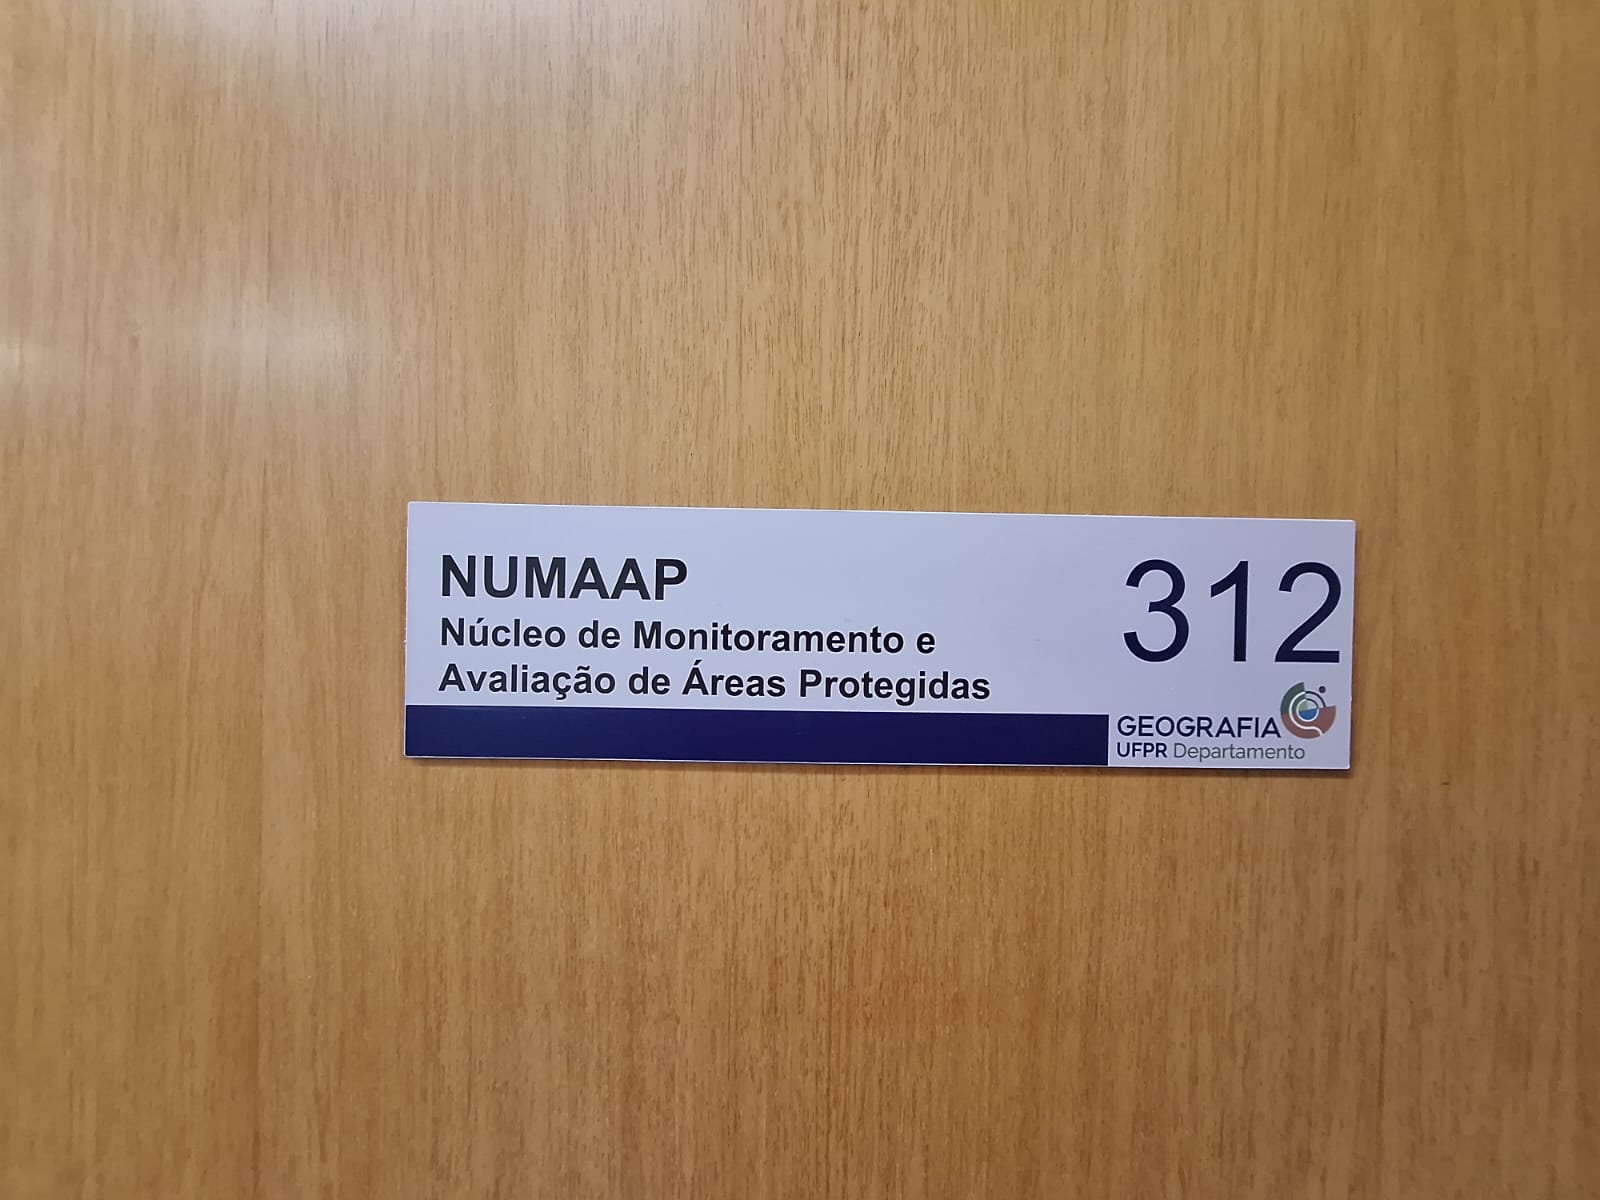 NUMAAP
Núcleo de Monitoramento e
Avaliação de Áreas Protegidas
312
GEOGRAFIA
UFPR Departamento